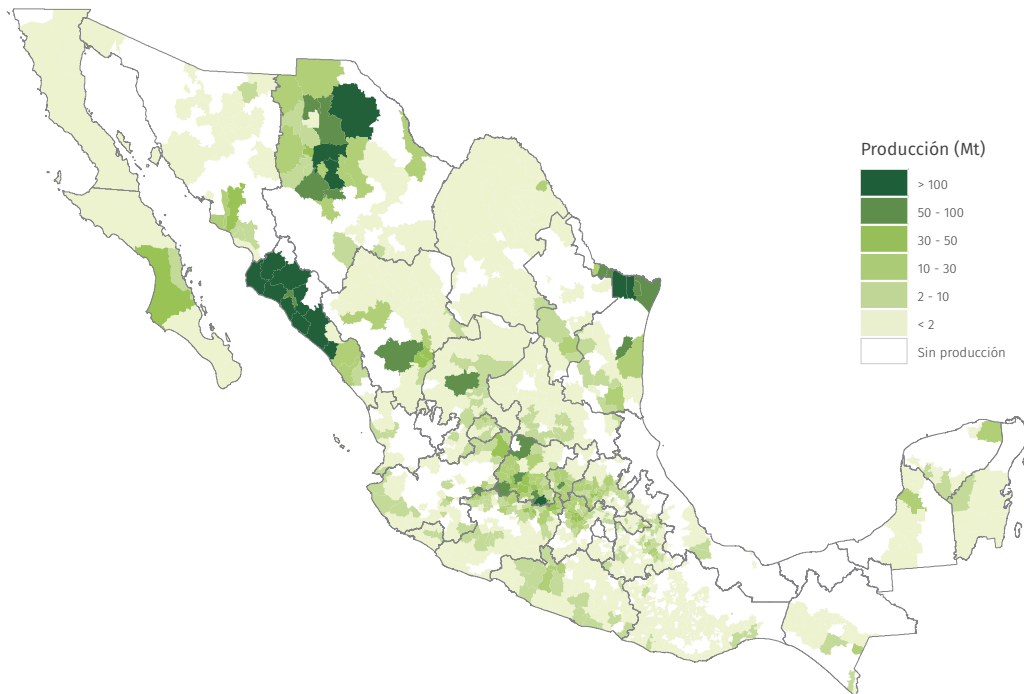 Producción (Mt)
> 100
50 - 100
30 - 50
10 - 30
2 - 10
< 2
Sin producción